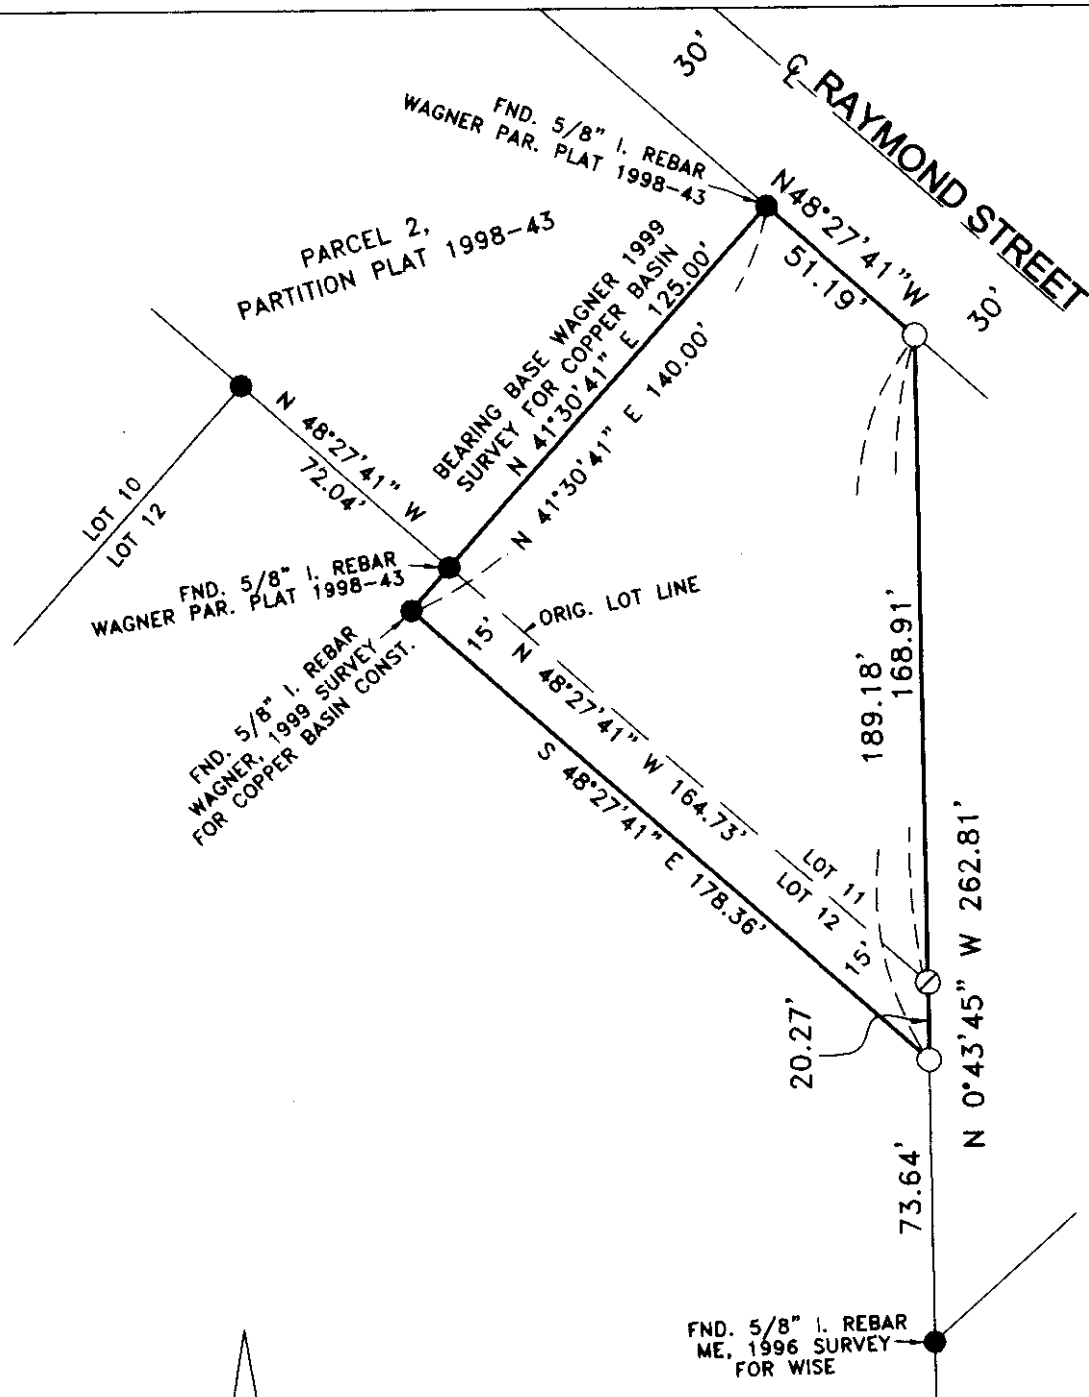 30'
℄ RAYMOND STREET
FND. 5/8" I. REBAR
WAGNER PAR. PLAT 1998-43
N48°27'41"W
51.19'
30'
PARCEL 2,
PARTITION PLAT 1998-43
BEARING BASE WAGNER 1999
SURVEY FOR COPPER BASIN
N 41°30'41" E 125.00'
N 41°30'41" E 140.00'
N 48°27'41" W
72.04'
LOT 10
LOT 12
FND. 5/8" I. REBAR
WAGNER PAR. PLAT 1998-43
ORIG. LOT LINE
15'
N 48°27'41" W 164.73'
FND. 5/8" I. REBAR
WAGNER, 1999 SURVEY
FOR COPPER BASIN CONST.
S 48°27'41" E 178.36'
189.18'
168.91'
LOT 11
LOT 12
15'
N 0°43'45" W 262.81'
20.27'
73.64'
FND. 5/8" I. REBAR
ME, 1996 SURVEY
FOR WISE